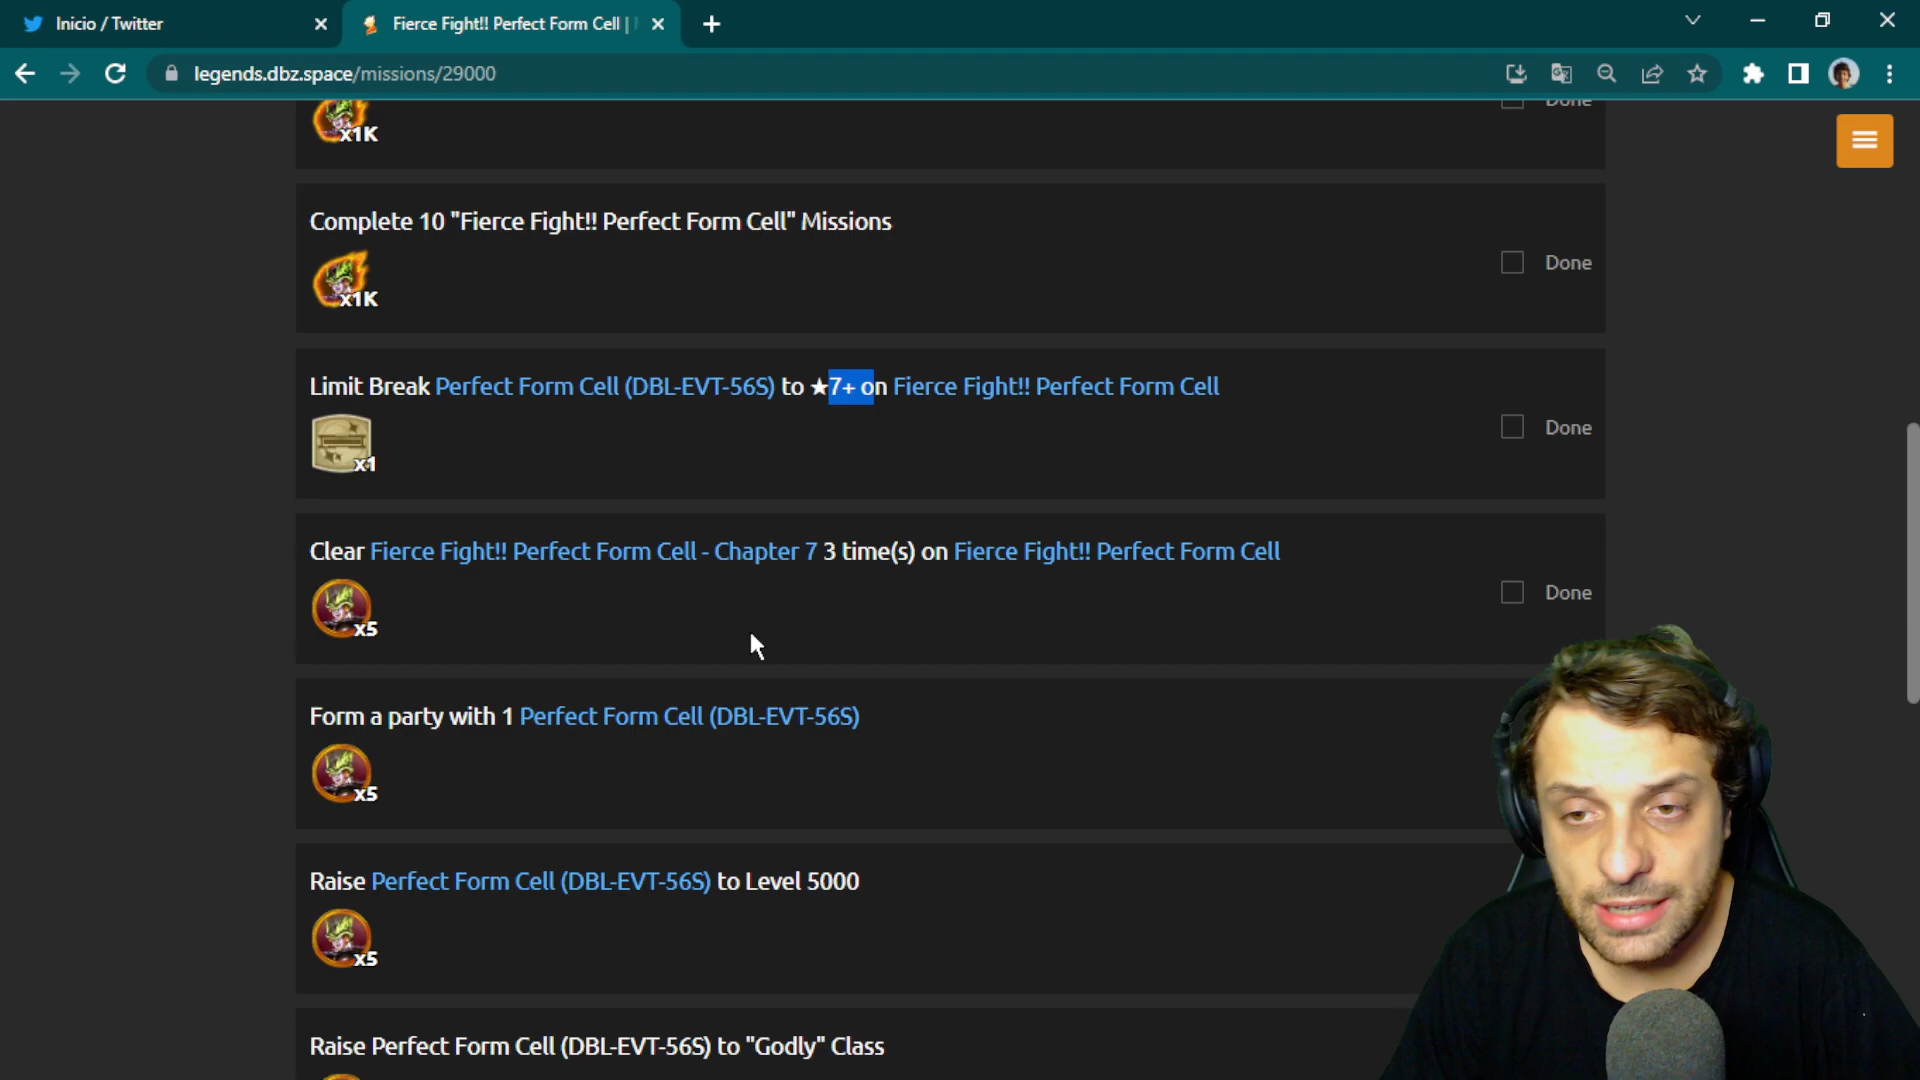 Inicio / Twitter
Fierce Fight!! Perfect Form Cell |
legends.dbz.space/missions/29000
x1K
Done
Complete 10 "Fierce Fight!! Perfect Form Cell" Missions
x1K
Done
Limit Break Perfect Form Cell (DBL-EVT-56S) to ★7+ on Fierce Fight!! Perfect Form Cell
x1
Done
Clear Fierce Fight!! Perfect Form Cell - Chapter 7 3 time(s) on Fierce Fight!! Perfect Form Cell
x5
Done
Form a party with 1 Perfect Form Cell (DBL-EVT-56S)
x5
Raise Perfect Form Cell (DBL-EVT-56S) to Level 5000
x5
Raise Perfect Form Cell (DBL-EVT-56S) to "Godly" Class